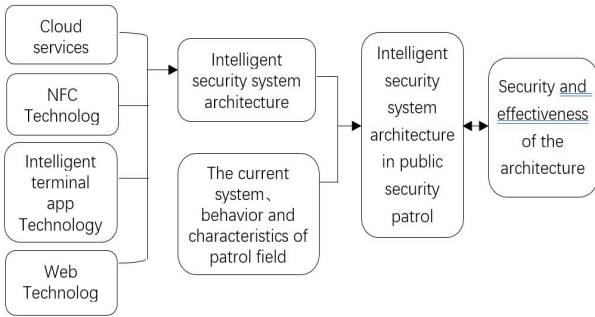 Cloud
services
NFC
Technolog
Intelligent
terminal
app
Technology
Web
Technolog
Intelligent
security system
architecture
The current
system、
behavior and
characteristics of
patrol field
Intelligent
security
system
architecture
in public
security
patrol
Security and
effectiveness
of the
architecture